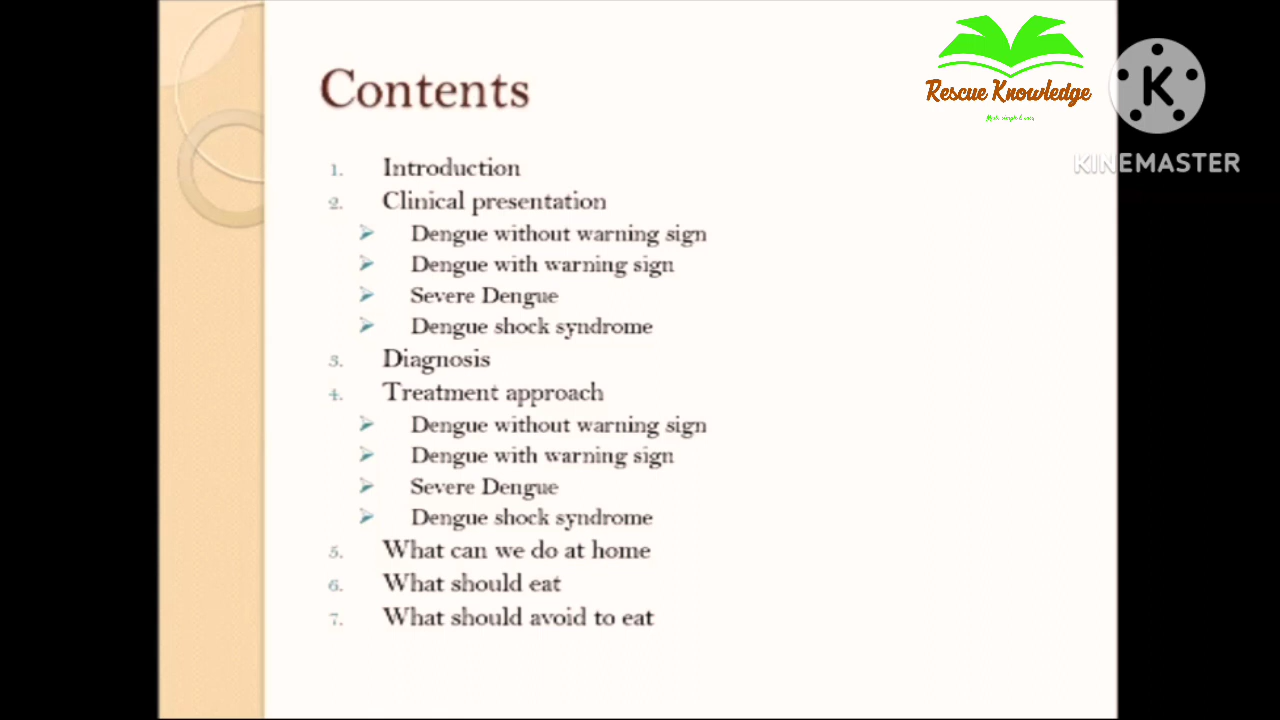 Contents
Rescue Knowledge
Made simple & easy
KINEMASTER
1. Introduction
2. Clinical presentation
Dengue without warning sign
Dengue with warning sign
Severe Dengue
Dengue shock syndrome
3. Diagnosis
4. Treatment approach
Dengue without warning sign
Dengue with warning sign
Severe Dengue
Dengue shock syndrome
5. What can we do at home
6. What should eat
7. What should avoid to eat